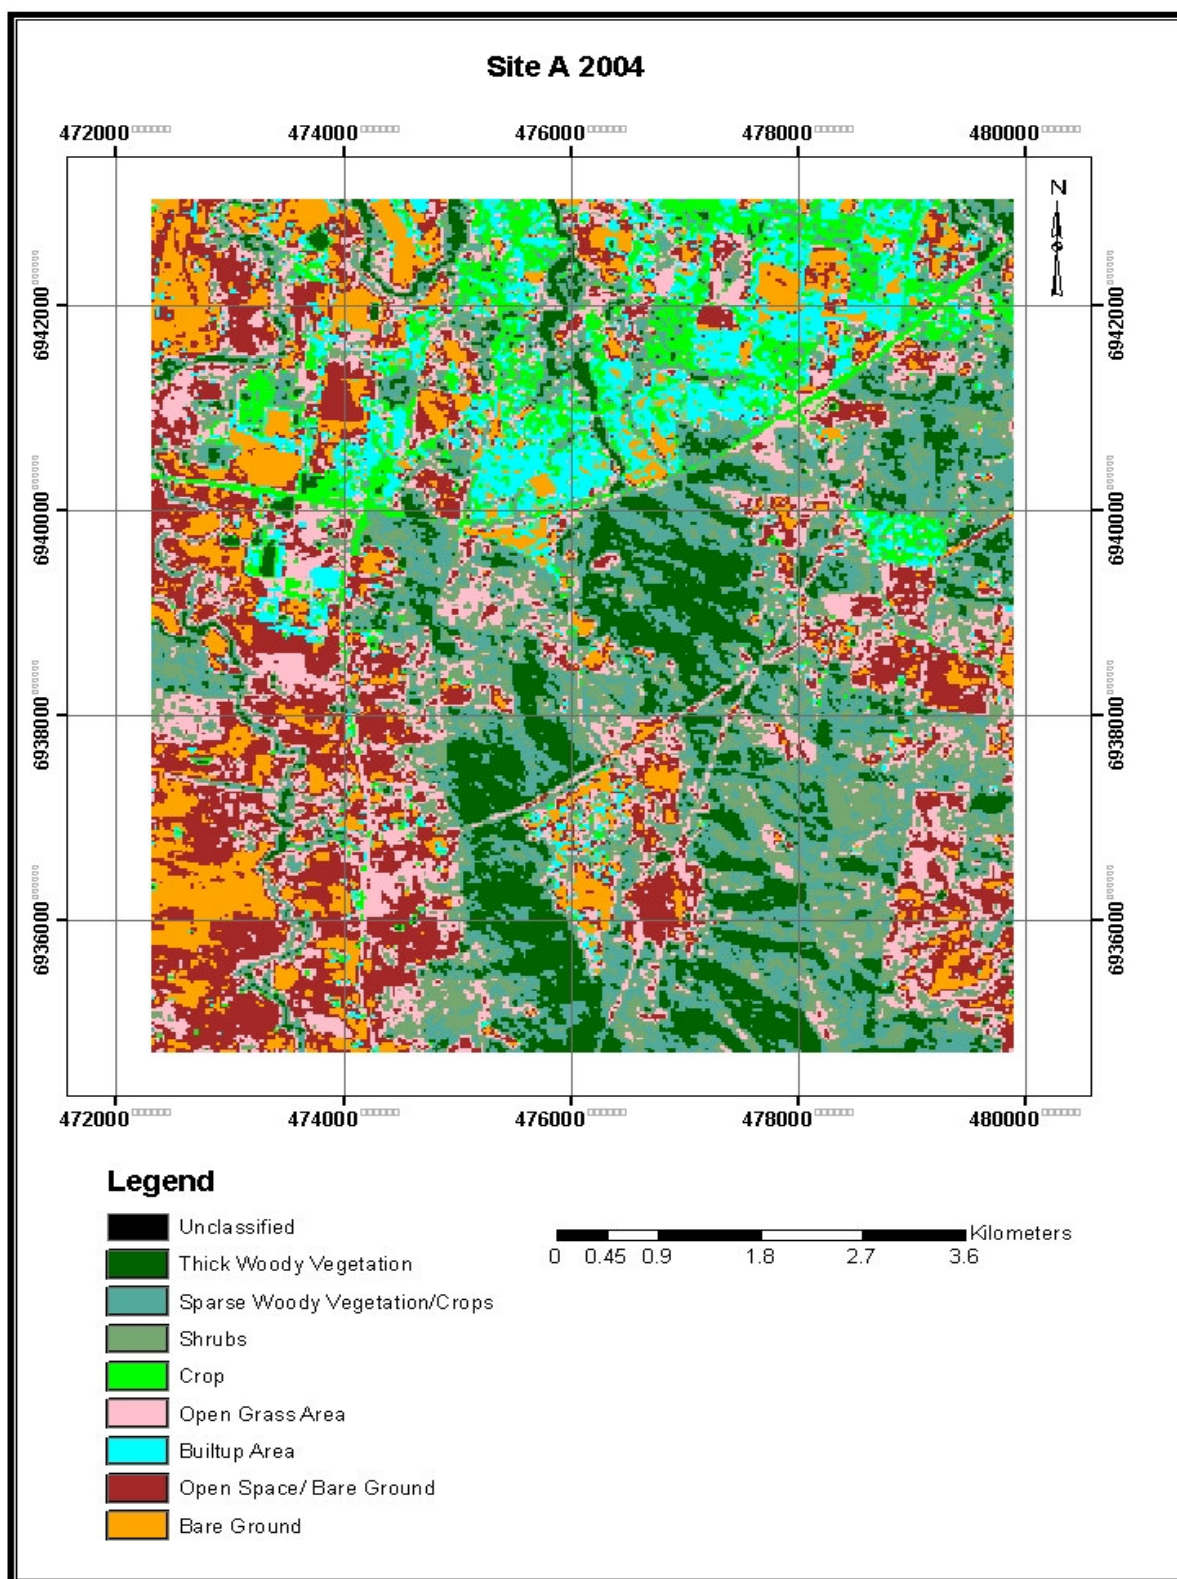 Site A 2004
472000 474000 476000 478000 480000
N
6942000 6942000
6940000 6940000
6938000 6938000
6936000 6936000
472000 474000 476000 478000 480000
Legend
Unclassified
Thick Woody Vegetation
Sparse Woody Vegetation/Crops
Shrubs
Crop
Open Grass Area
Builtup Area
Open Space/ Bare Ground
Bare Ground
Kilometers
0 0.45 0.9 1.8 2.7 3.6